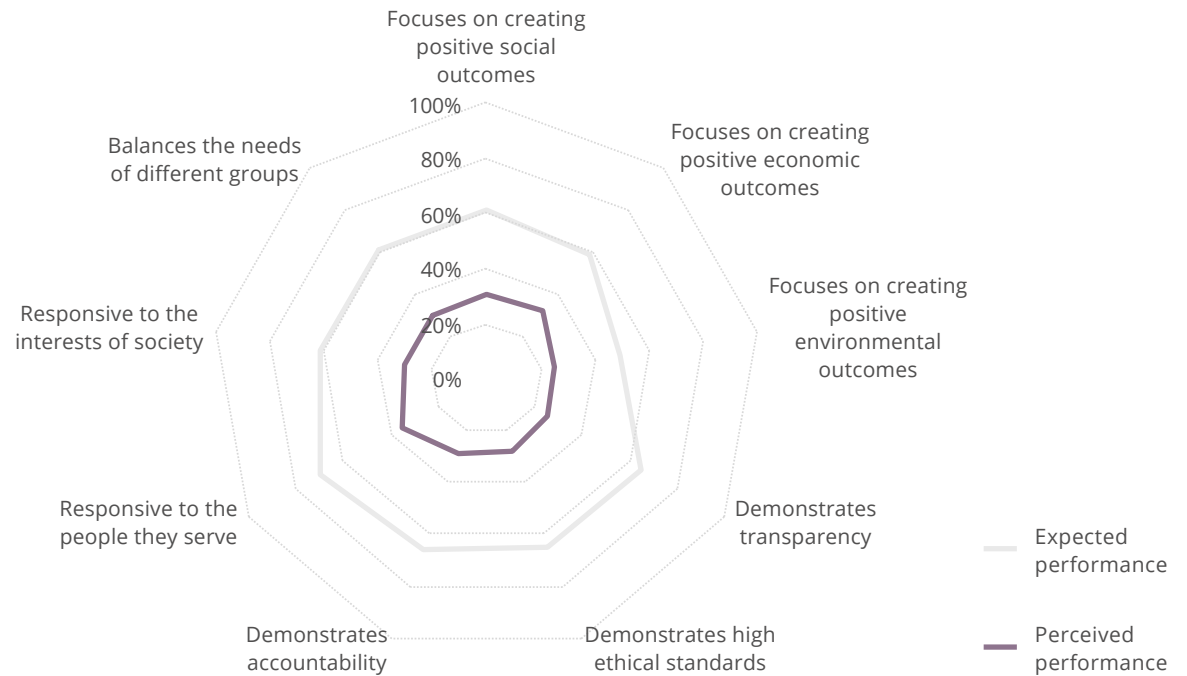 Focuses on creating
positive social
outcomes
100%
80%
60%
40%
20%
0%
Focuses on creating
positive economic
outcomes
Focuses on creating
positive
environmental
outcomes
Demonstrates
transparency
Demonstrates high
ethical standards
Demonstrates
accountability
Responsive to the
people they serve
Responsive to the
interests of society
Balances the needs
of different groups
Expected
performance
Perceived
performance